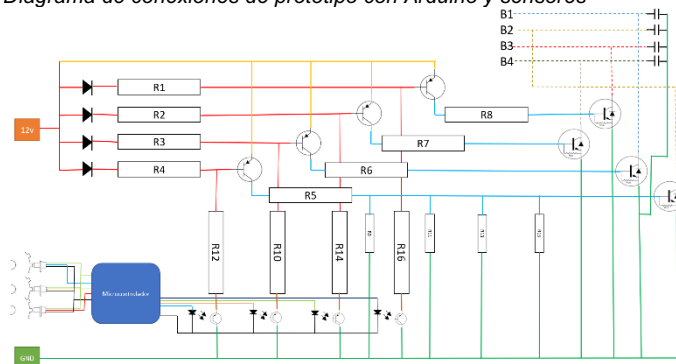 Diagrama de conexiones de prototipo con Arduino y sensores
B1
B2
B3
B4
R1
R2
R3
R4
12v
R8
R7
R6
R5
R12
R10
R14
R16
R11
Microcontrolador
GND